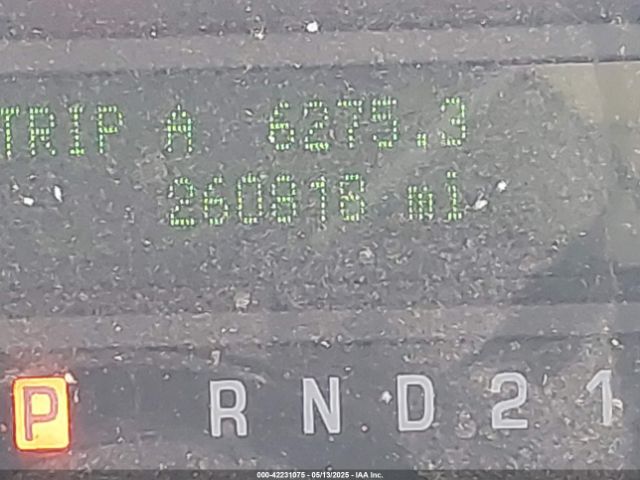 TRIP A 6275.3
260818 mi
P R N D 2 1
000-42231075 - 05/13/2025 - IAA Inc.